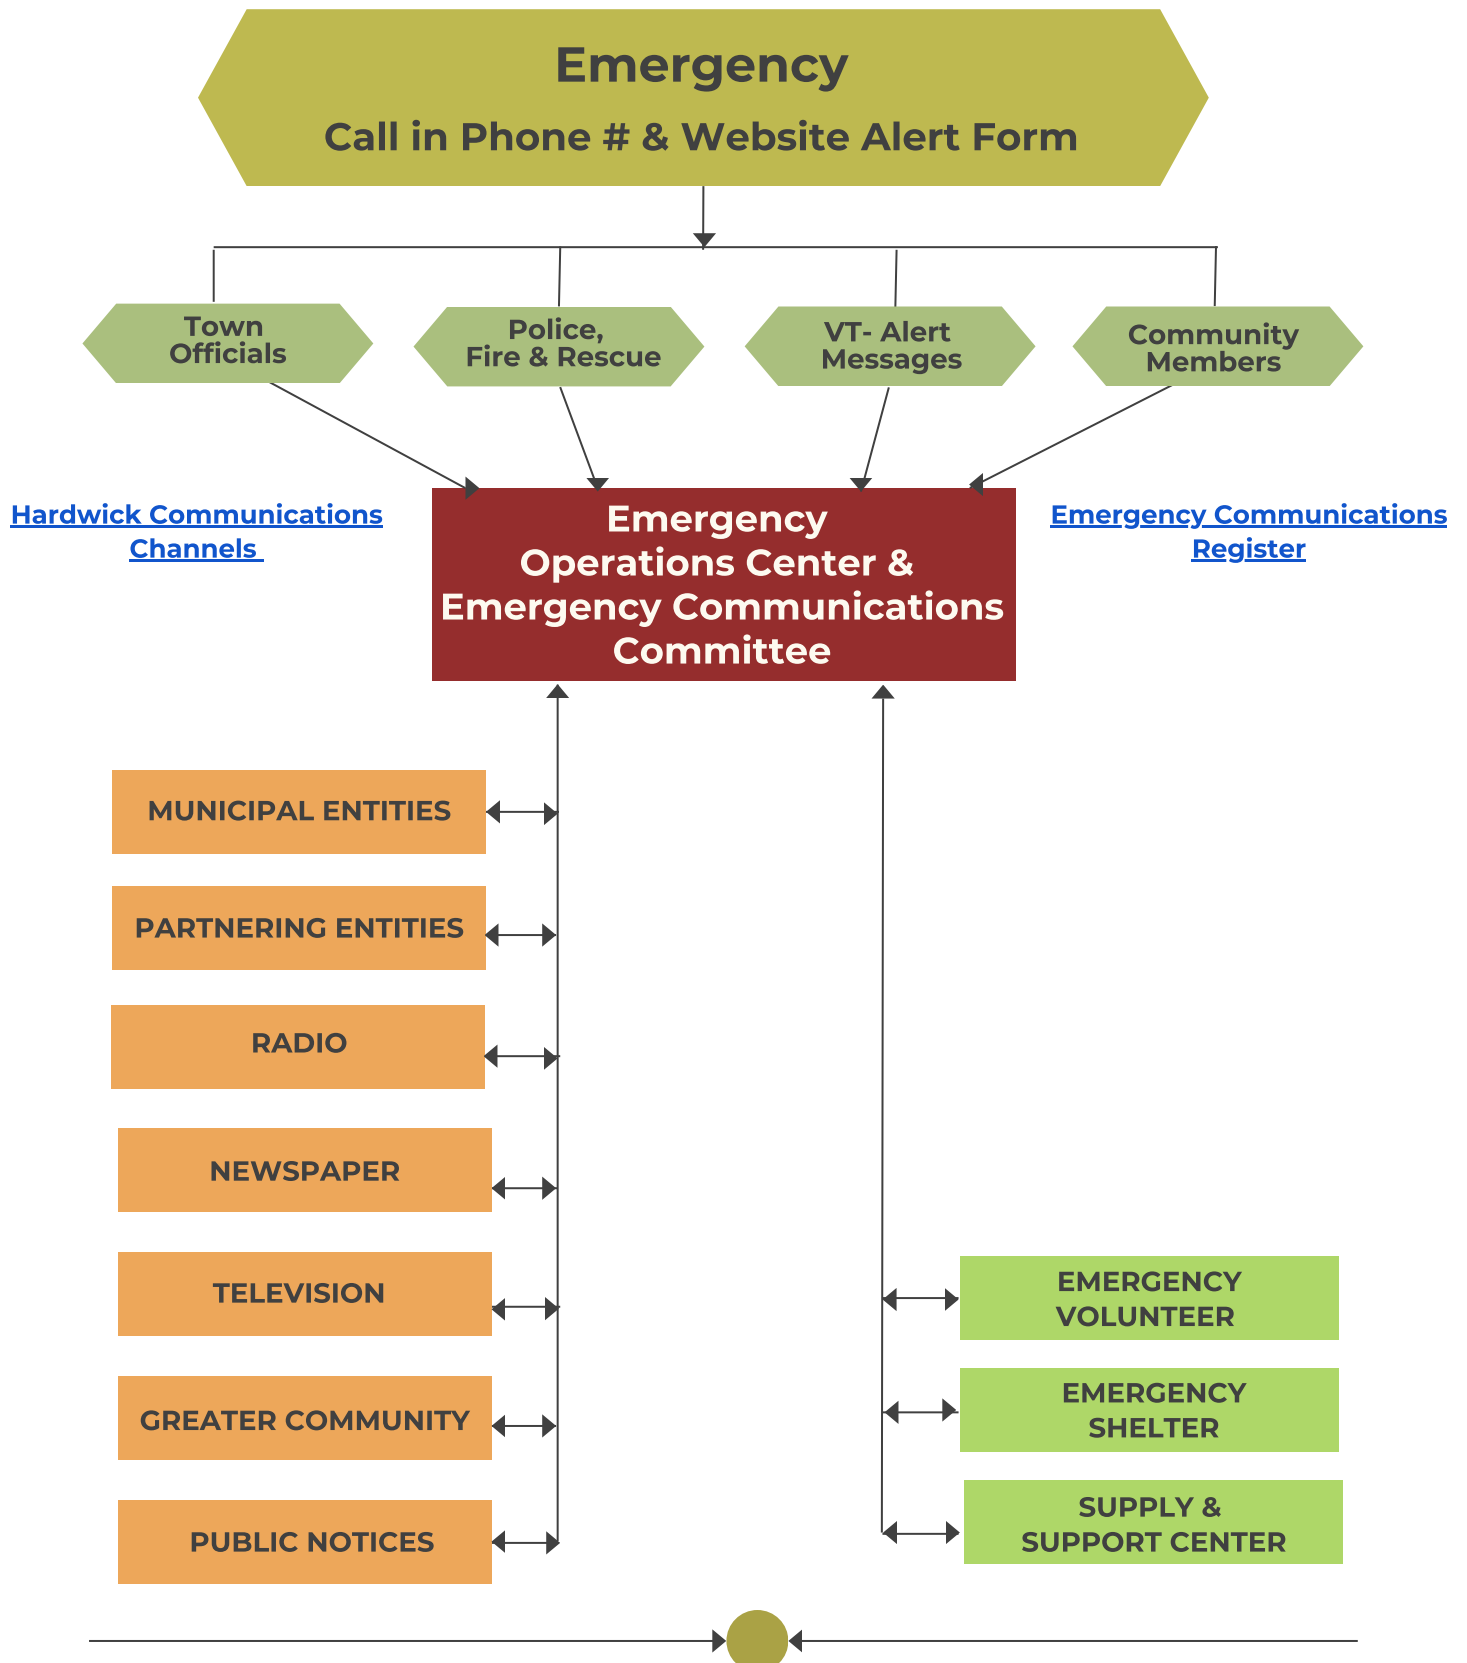 Emergency
Call in Phone # & Website Alert Form
Town
Officials
Police,
Fire & Rescue
VT- Alert
Messages
Community
Members
Hardwick Communications
Channels
Emergency
Operations Center &
Emergency Communications
Committee
Emergency Communications
Register
MUNICIPAL ENTITIES
PARTNERING ENTITIES
RADIO
NEWSPAPER
TELEVISION
GREATER COMMUNITY
PUBLIC NOTICES
EMERGENCY
VOLUNTEER
EMERGENCY
SHELTER
SUPPLY &
SUPPORT CENTER